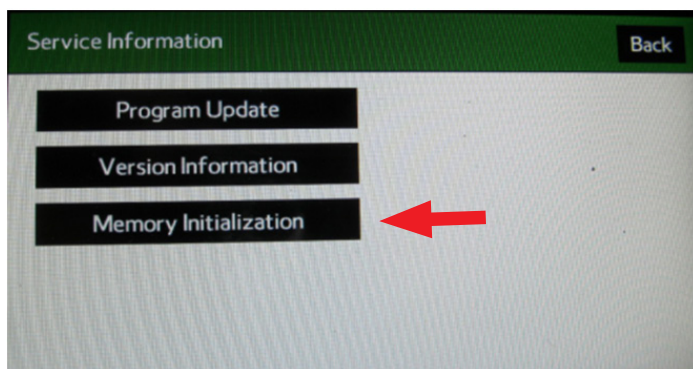 Service Information
Back
Program Update
Version Information
Memory Initialization